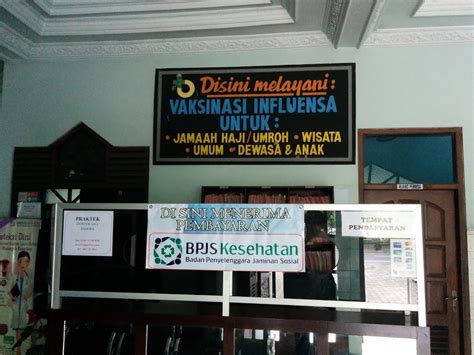 Disini melayani:
VAKSINASI INFLUENSA
UNTUK:
• JAMAAH HAJI/UMROH • WISATA
• UMUM • DEWASA & ANAK
DI SINI MENERIMA
PEMBAYARAN
BPJS Kesehatan
Badan Penyelenggara Jaminan Sosial
PRAKTEK
TEMPAT
PENDAFTARAN